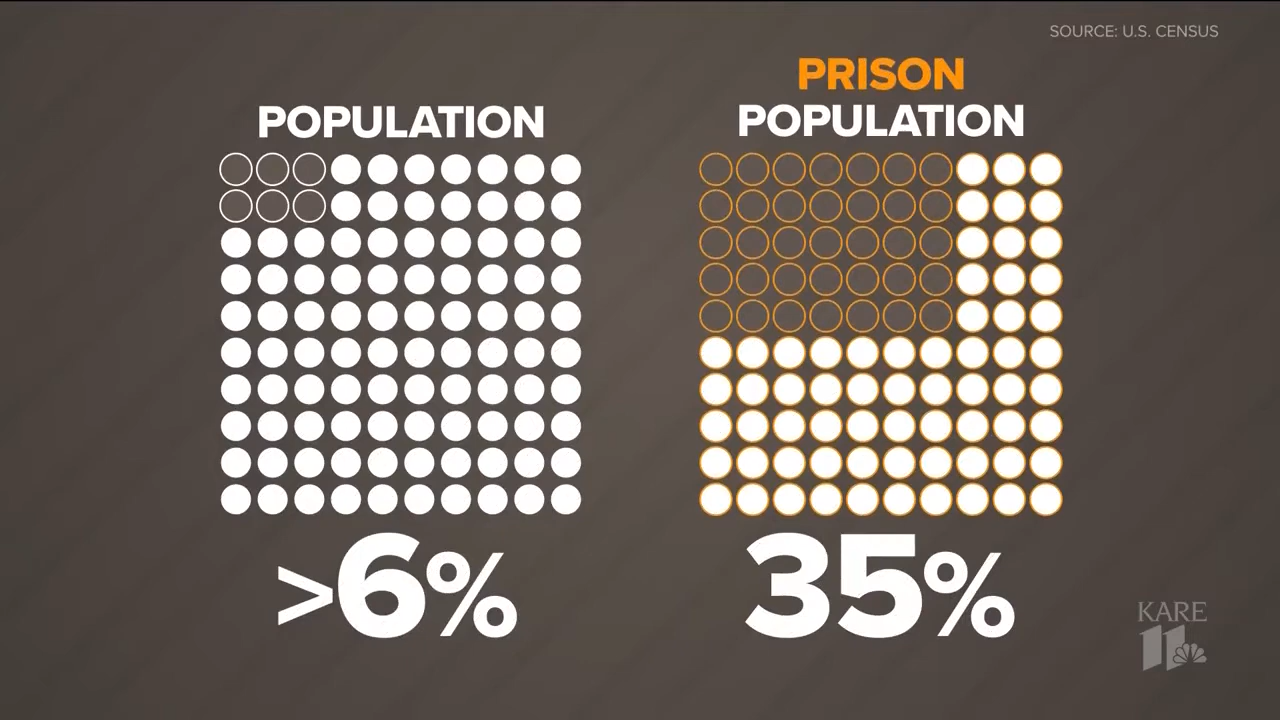 SOURCE: U.S. CENSUS
POPULATION
>6%
PRISON
POPULATION
35%
KARE
11